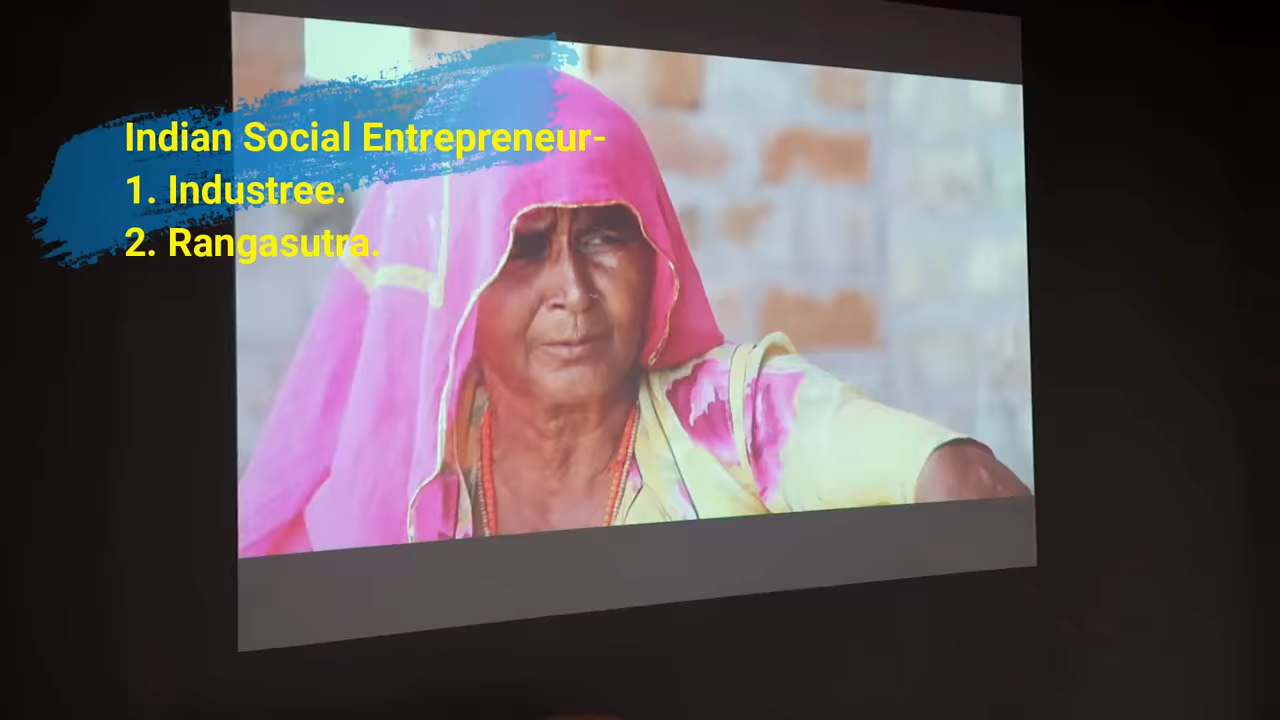 Indian Social Entrepreneur-
1. Industree.
2. Rangasutra.